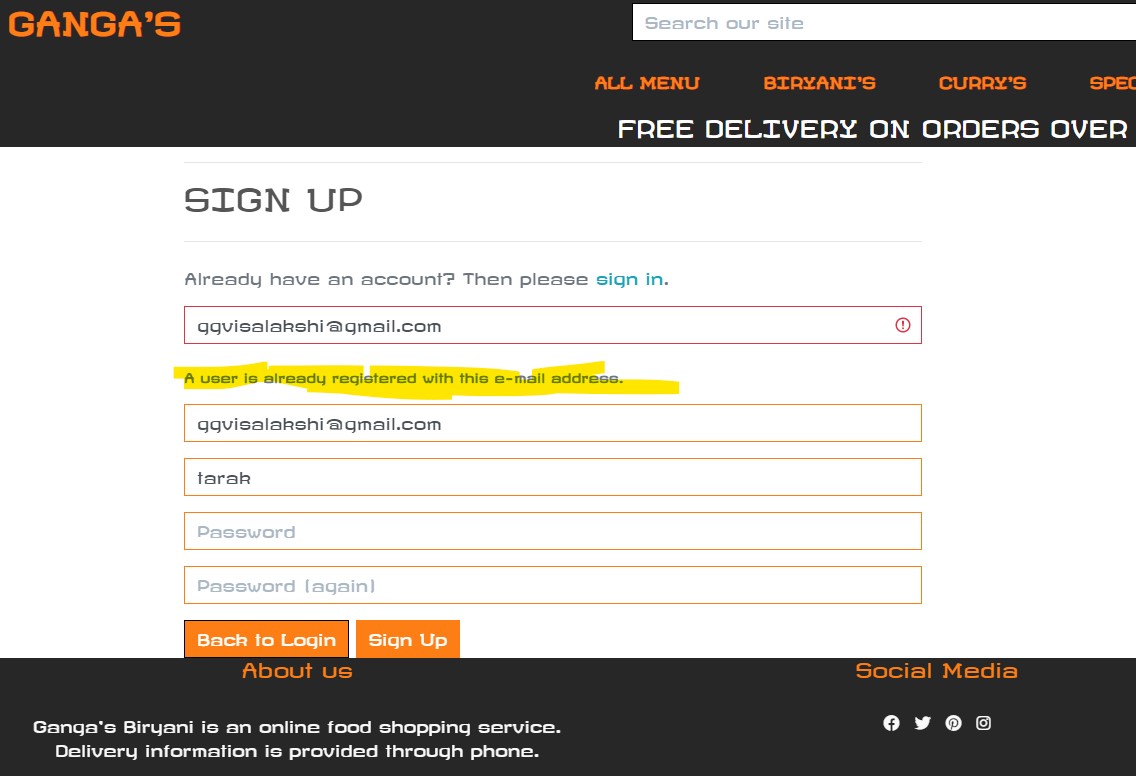 GANGA'S
Search our site
ALL MENU BIRYANI'S CURRY'S SPEC
FREE DELIVERY ON ORDERS OVER
SIGN UP
Already have an account? Then please sign in.
ggvisalakshi@gmail.com
A user is already registered with this e-mail address.
ggvisalakshi@gmail.com
tarak
Password
Password (again)
Back to Login Sign Up
About us
Social Media
Ganga's Biryani is an online food shopping service.
Delivery information is provided through phone.